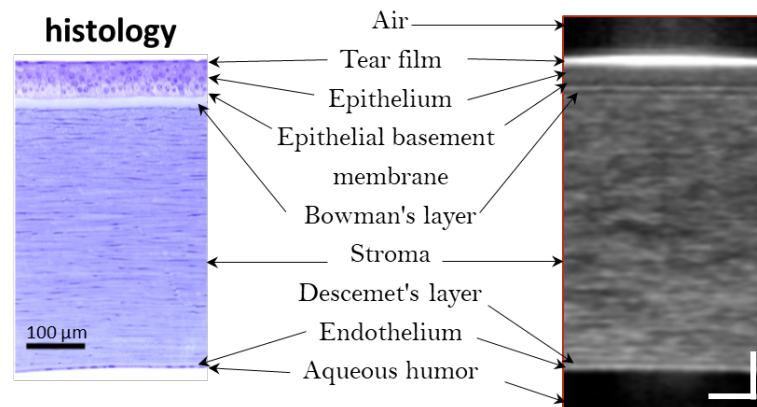 histology
Air
Tear film
Epithelium
Epithelial basement
membrane
Bowman's layer
Stroma
Descemet's layer
100 µm
Endothelium
Aqueous humor